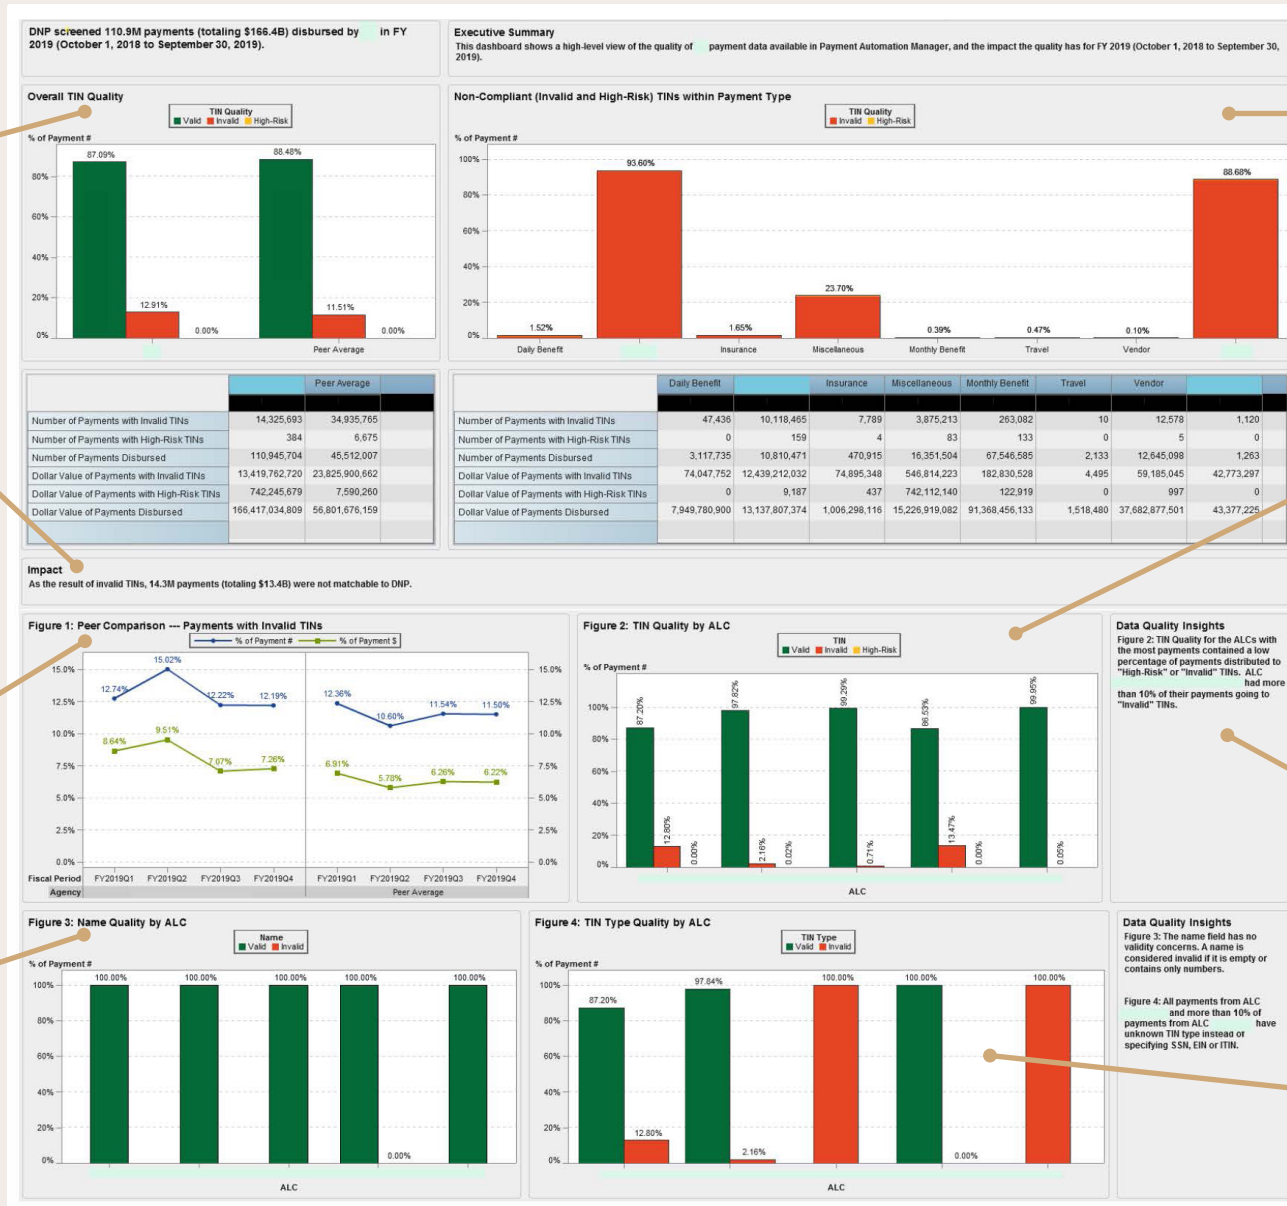 DNP screened 110.9M payments (totaling $166.4B) disbursed by in FY
2019 (October 1, 2018 to September 30, 2019).
Executive Summary
This dashboard shows a high-level view of the quality of payment data available in Payment Automation Manager, and the impact the quality has for FY 2019 (October 1, 2018 to September 30,
2019).
Overall TIN Quality
TIN Quality
Valid Invalid High-Risk
% of Payment #
87.09% 88.48%
80%
60%
40%
20%
0%
12.91% 0.00% 11.51% 0.00%
Peer Average
Non-Compliant (Invalid and High-Risk) TINs within Payment Type
TIN Quality
Invalid High-Risk
% of Payment #
100%
80%
60%
40%
20%
0%
1.52% 93.60% 1.65% 23.70% 0.39% 0.47% 0.10% 88.68%
Daily Benefit Insurance Miscellaneous Monthly Benefit Travel Vendor
Peer Average
Number of Payments with Invalid TINs 14,325,693 34,935,765
Number of Payments with High-Risk TINs 384 6,675
Number of Payments Disbursed 110,945,704 45,512,007
Dollar Value of Payments with Invalid TINs 13,419,762,720 23,825,900,662
Dollar Value of Payments with High-Risk TINs 742,245,679 7,590,260
Dollar Value of Payments Disbursed 166,417,034,809 56,801,676,159
Daily Benefit Insurance Miscellaneous Monthly Benefit Travel Vendor
Number of Payments with Invalid TINs 47,436 10,118,465 7,789 3,875,213 263,082 10 12,578 1,120
Number of Payments with High-Risk TINs 0 159 4 83 133 0 5 0
Number of Payments Disbursed 3,117,735 10,810,471 470,915 16,351,504 67,546,585 2,133 12,645,098 1,263
Dollar Value of Payments with Invalid TINs 74,047,752 12,439,212,032 74,895,348 546,814,223 182,830,528 4,495 59,185,045 42,773,297
Dollar Value of Payments with High-Risk TINs 0 9,187 437 742,112,140 122,919 0 997 0
Dollar Value of Payments Disbursed 7,949,780,900 13,137,807,374 1,006,298,116 15,226,919,082 91,368,456,133 1,518,480 37,682,877,501 43,377,225
Impact
As the result of invalid TINs, 14.3M payments (totaling $13.4B) were not matchable to DNP.
Figure 1: Peer Comparison --- Payments with Invalid TINs
% of Payment # % of Payment $
15.0% 15.0%
12.5% 12.5%
10.0% 10.0%
7.5% 7.5%
5.0% 5.0%
2.5% 2.5%
0.0% 0.0%
12.74% 15.02% 12.22% 12.19% 12.36% 10.60% 11.54% 11.50%
8.64% 9.51% 7.07% 7.26% 6.91% 5.78% 6.26% 6.22%
Fiscal Period FY2019Q1 FY2019Q2 FY2019Q3 FY2019Q4 FY2019Q1 FY2019Q2 FY2019Q3 FY2019Q4
Agency Peer Average
Figure 2: TIN Quality by ALC
TIN
Valid Invalid High-Risk
% of Payment #
100%
80%
60%
40%
20%
0%
87.20% 97.82% 99.29% 86.53% 99.95%
12.80% 0.00% 2.16% 0.02% 0.71% 13.47% 0.00% 0.05%
ALC
Data Quality Insights
Figure 2: TIN Quality for the ALCs with
the most payments contained a low
percentage of payments distributed to
"High-Risk" or "Invalid" TINs. ALC
had more
than 10% of their payments going to
"Invalid" TINs.
Figure 3: Name Quality by ALC
Name
Valid Invalid
% of Payment #
100.00% 100.00% 100.00% 100.00% 100.00%
100%
80%
60%
40%
20%
0%
0.00%
ALC
Figure 4: TIN Type Quality by ALC
TIN Type
Valid Invalid
% of Payment #
87.20% 97.84% 100.00% 100.00% 100.00%
100%
80%
60%
40%
20%
0%
12.80% 2.16% 0.00%
ALC
Data Quality Insights
Figure 3: The name field has no
validity concerns. A name is
considered invalid if it is empty or
contains only numbers.
Figure 4: All payments from ALC
and more than 10% of
payments from ALC have
unknown TIN type instead of
specifying SSN, EIN or ITIN.